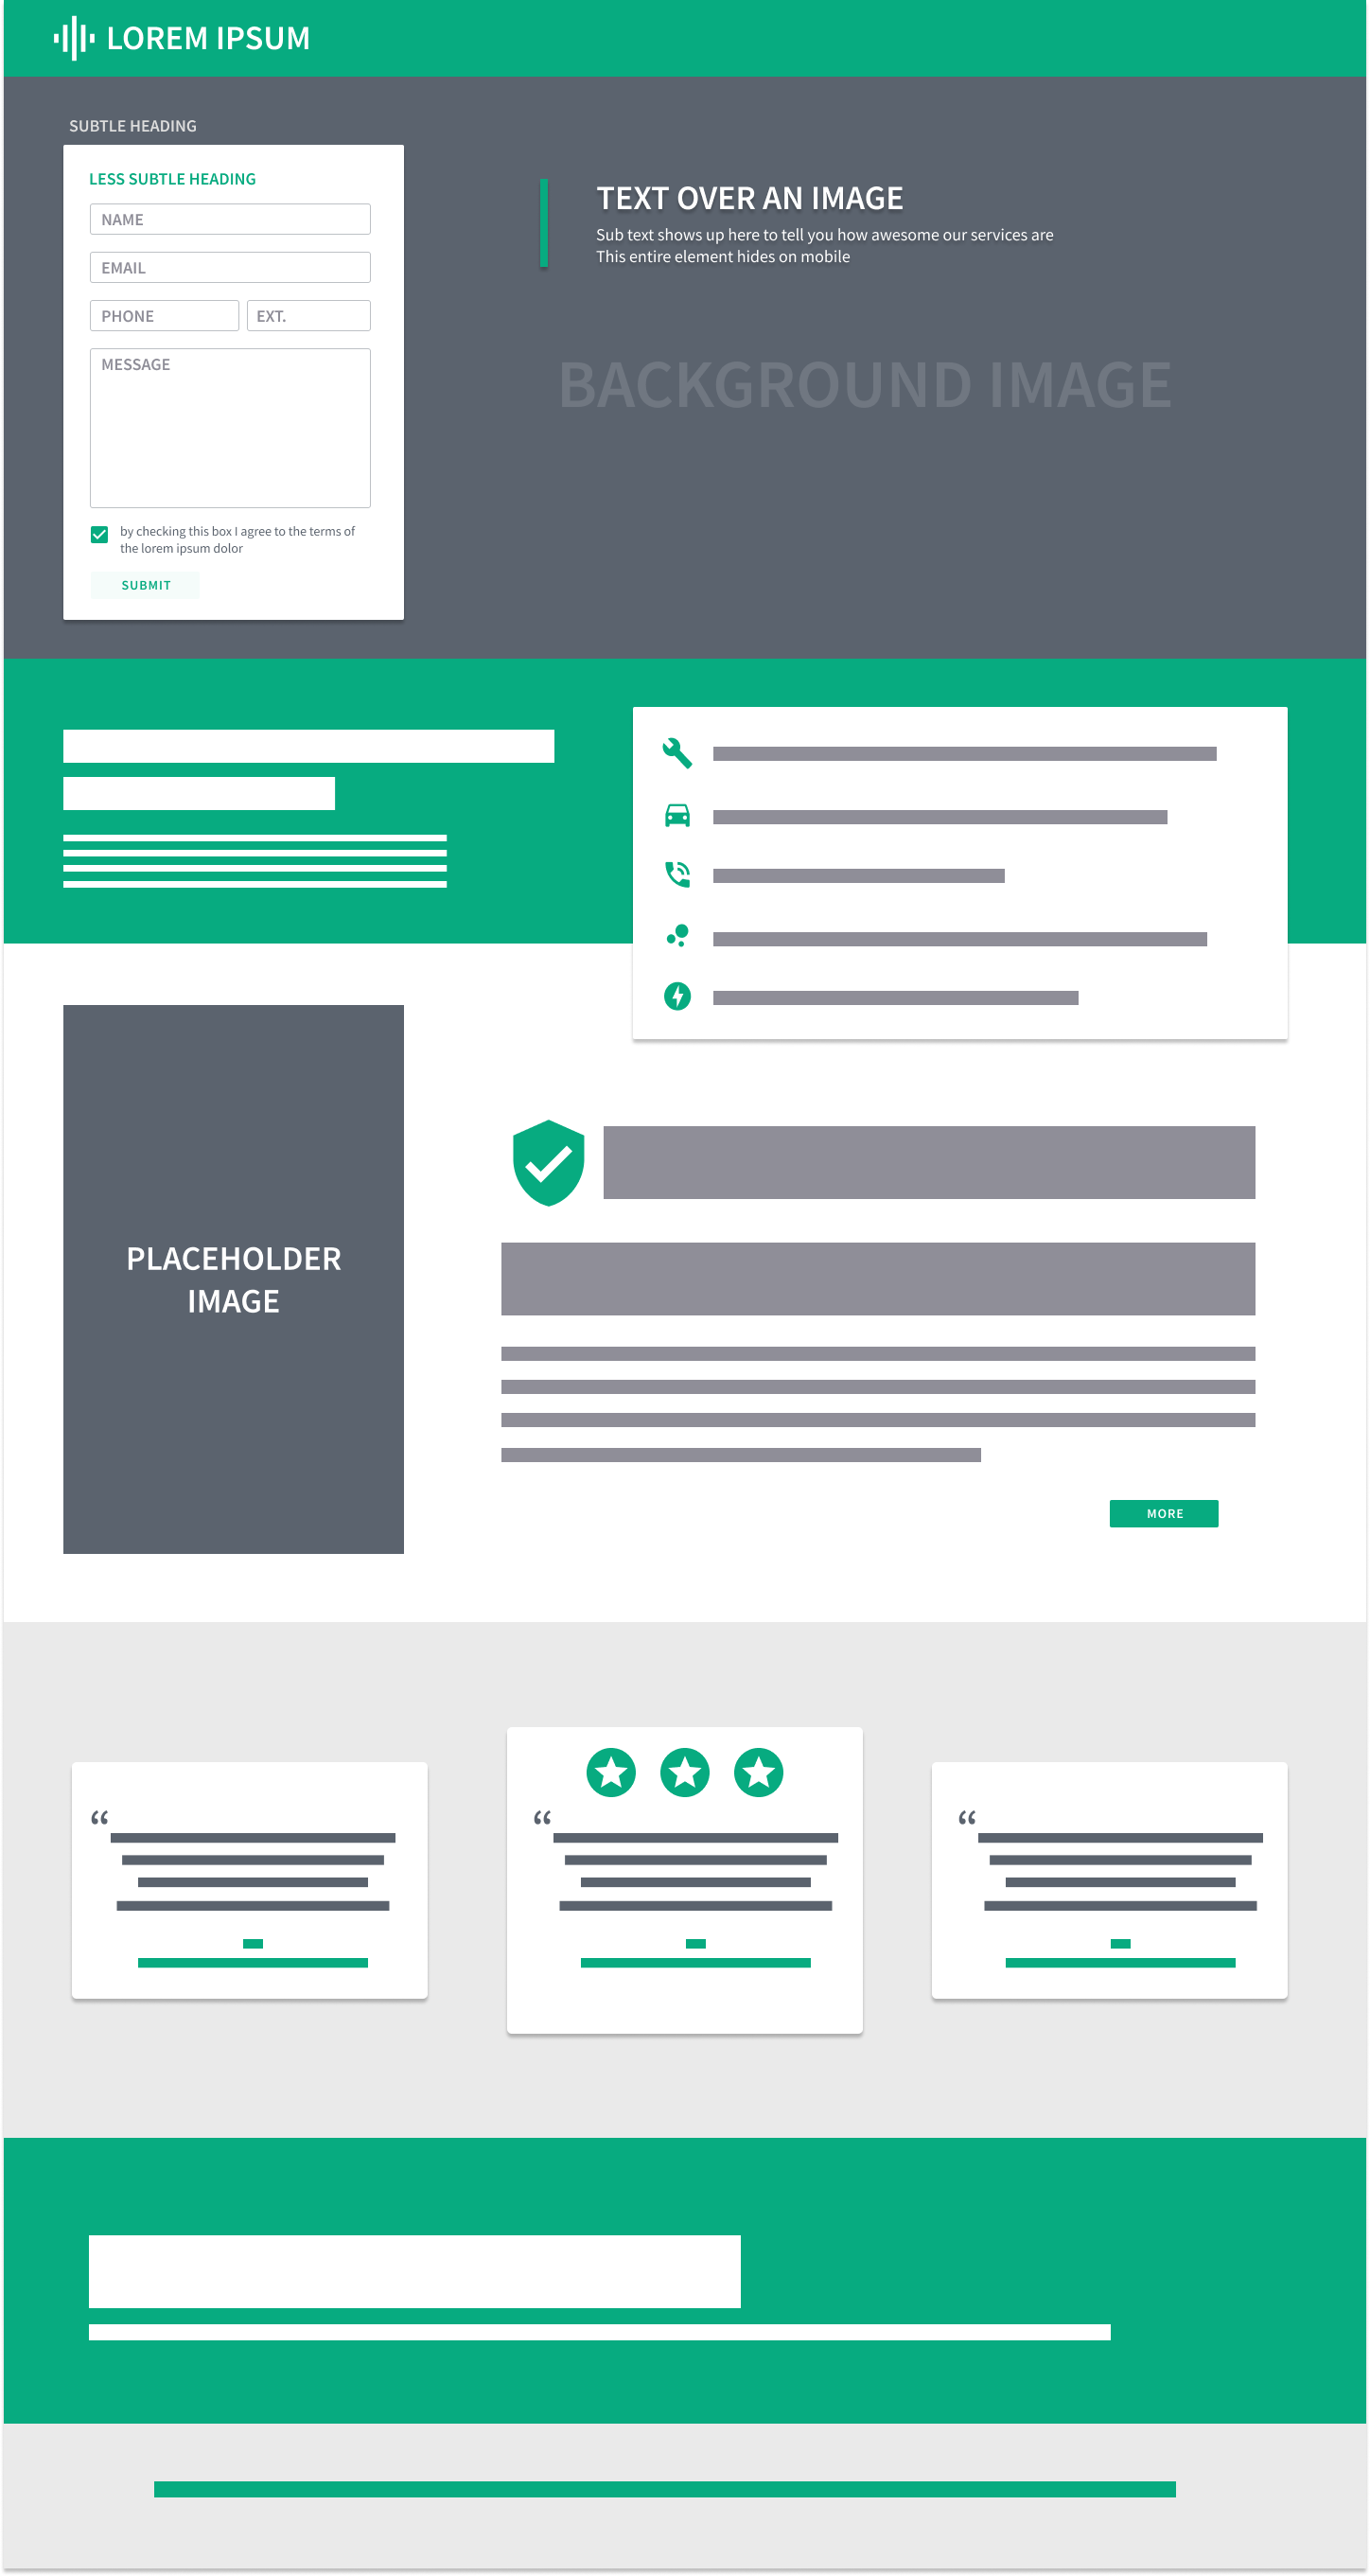 LOREM IPSUM
SUBTLE HEADING
LESS SUBTLE HEADING
NAME
EMAIL
PHONE
EXT.
MESSAGE
by checking this box I agree to the terms of
the lorem ipsum dolor
SUBMIT
TEXT OVER AN IMAGE
Sub text shows up here to tell you how awesome our services are
This entire element hides on mobile
BACKGROUND IMAGE
PLACEHOLDER
IMAGE
MORE
“
“
“